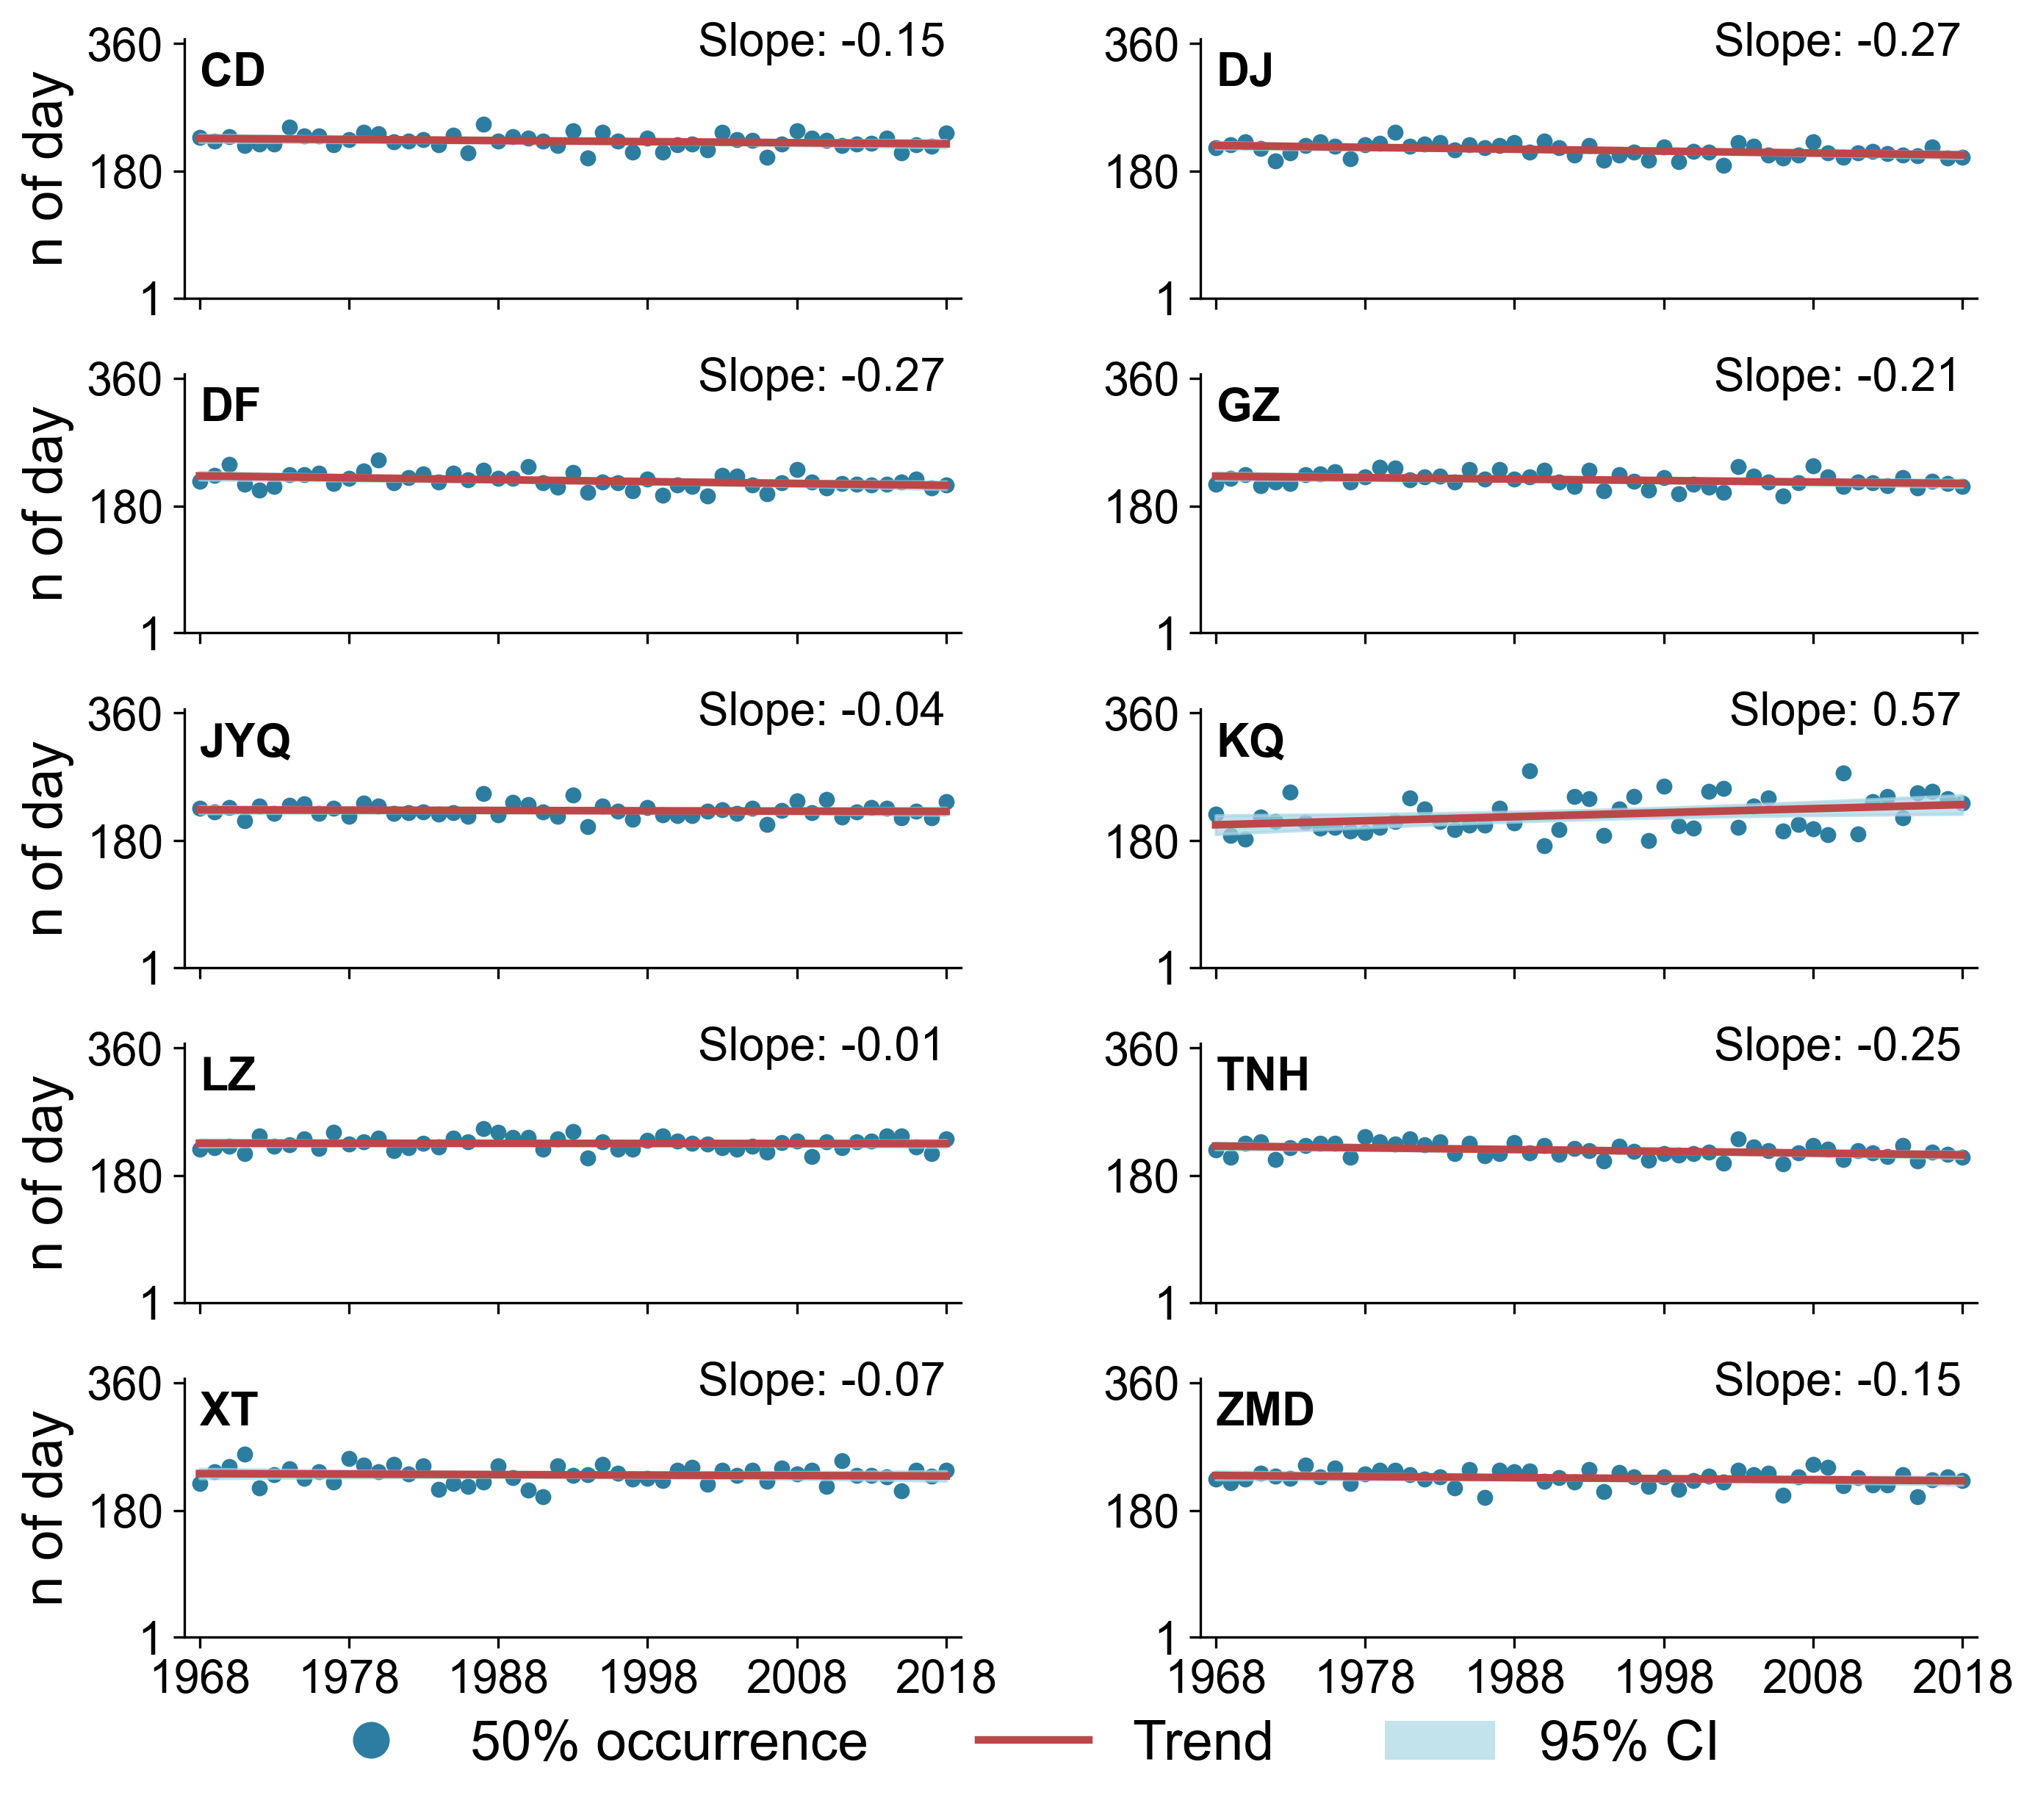 n of day
360
180
1
CD
Slope: -0.15
360
180
1
DJ
Slope: -0.27
n of day
360
180
1
DF
Slope: -0.27
360
180
1
GZ
Slope: -0.21
n of day
360
180
1
JYQ
Slope: -0.04
360
180
1
KQ
Slope: 0.57
n of day
360
180
1
LZ
Slope: -0.01
360
180
1
TNH
Slope: -0.25
n of day
360
180
1
XT
Slope: -0.07
1968 1978 1988 1998 2008 2018
360
180
1
ZMD
Slope: -0.15
1968 1978 1988 1998 2008 2018
50% occurrence Trend 95% CI